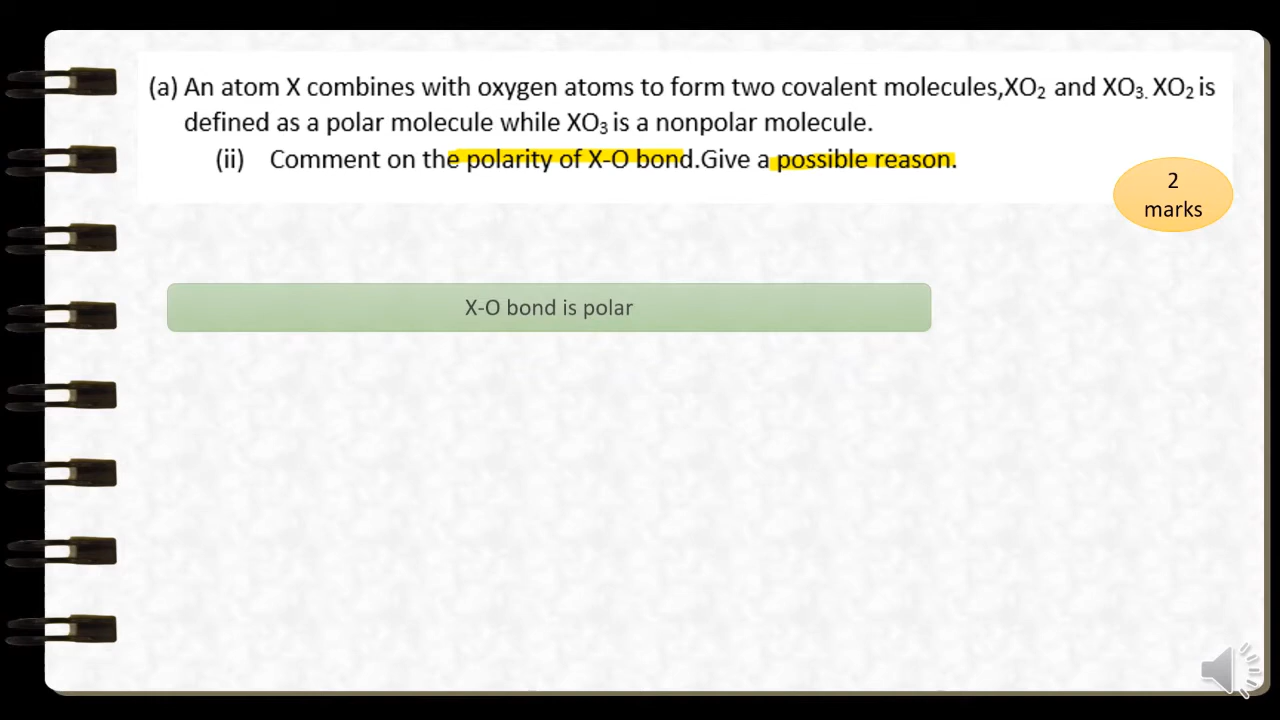 (a) An atom X combines with oxygen atoms to form two covalent molecules,XO₂ and XO₃. XO₂ is
defined as a polar molecule while XO₃ is a nonpolar molecule.
(ii) Comment on the polarity of X-O bond.Give a possible reason.
2
marks
X-O bond is polar